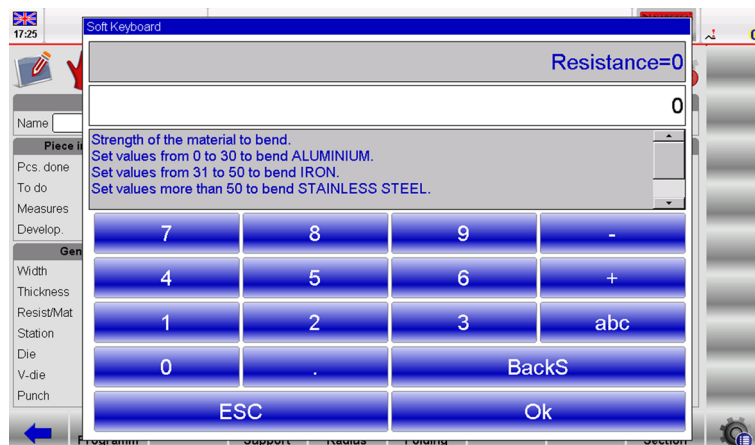 Soft Keyboard
17:25
Resistance=0
0
Strength of the material to bend.
Set values from 0 to 30 to bend ALUMINIUM.
Set values from 31 to 50 to bend IRON.
Set values more than 50 to bend STAINLESS STEEL.
Name
Pcs. done
To do
Measures
Develop.
Width
Thickness
Resist/Mat
Station
Die
V-die
Punch
7 8 9 -
4 5 6 +
1 2 3 abc
0 . BackS
ESC Ok